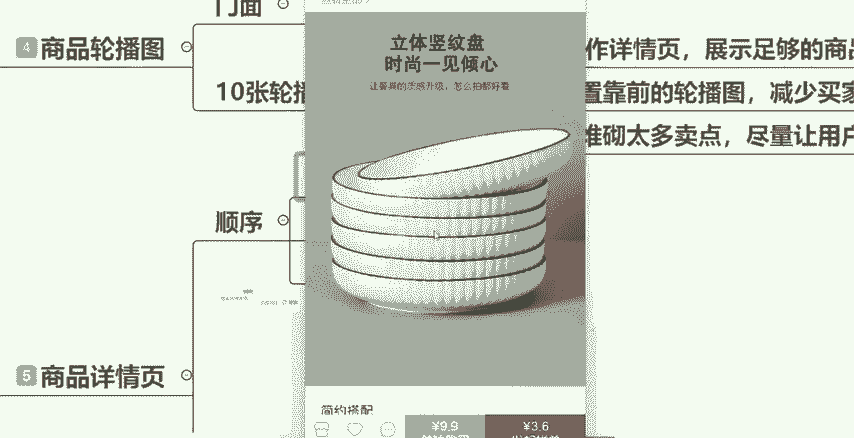 门面
4 商品轮播图
10张轮播
顺序
5 商品详情页
立体竖纹盘
时尚一见倾心
让餐桌的质感升级，怎么拍都好看
简约搭配
¥9.9
¥3.6
作详情页，展示足够的商品
置靠前的轮播图，减少买家
堆砌太多卖点，尽量让用户